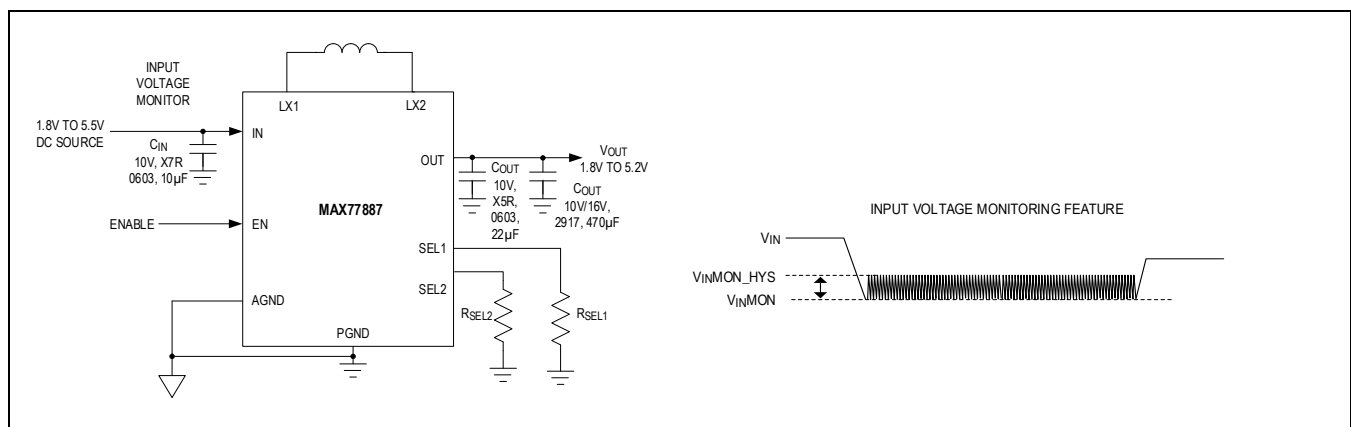 INPUT
VOLTAGE
MONITOR
LX1
LX2
1.8V TO 5.5V
DC SOURCE
IN
CIN
10V, X7R
0603, 10µF
OUT
VOUT
1.8V TO 5.2V
COUT
10V,
X5R,
0603,
22µF
COUT
10V/16V,
2917, 470µF
MAX77887
ENABLE
EN
SEL1
SEL2
AGND
PGND
RSEL2
RSEL1
INPUT VOLTAGE MONITORING FEATURE
VIN
VINMON_HYS
VINMON